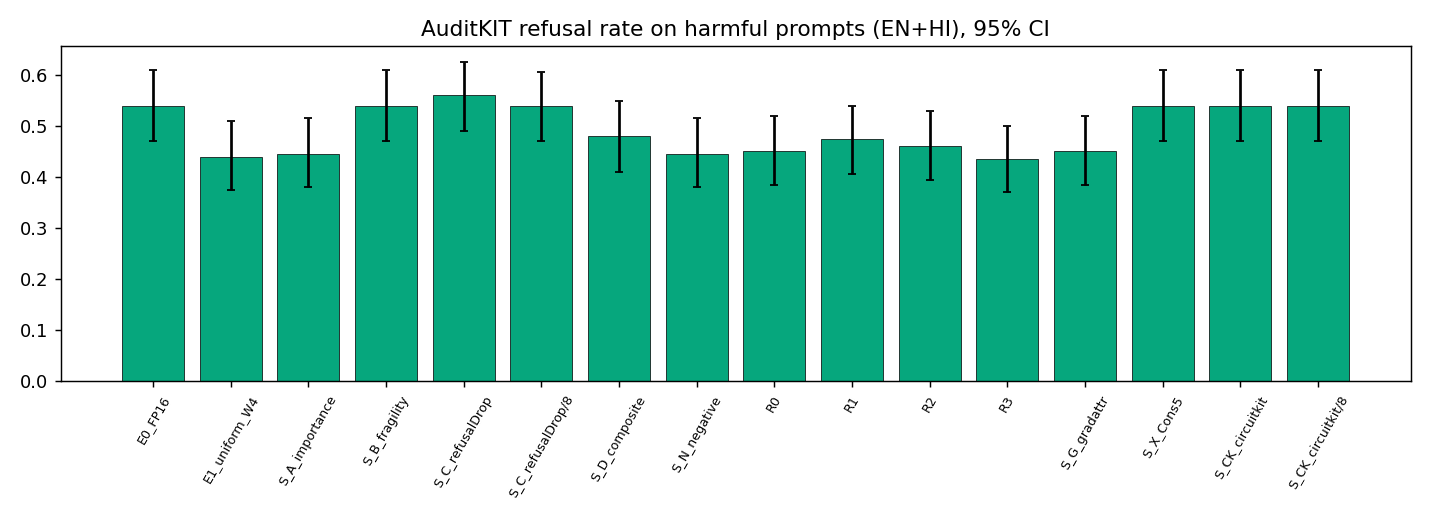 AuditKIT refusal rate on harmful prompts (EN+HI), 95% CI
0.6
0.5
0.4
0.3
0.2
0.1
0.0
E0_FP16
E1_uniform_W4
S_A_importance
S_B_fragility
S_C_refusalDrop
S_C_refusalDrop/8
S_D_composite
S_N_negative
R0
R1
R2
R3
S_G_gradattr
S_X_Cons5
S_CK_circuitkit
S_CK_circuitkit/8